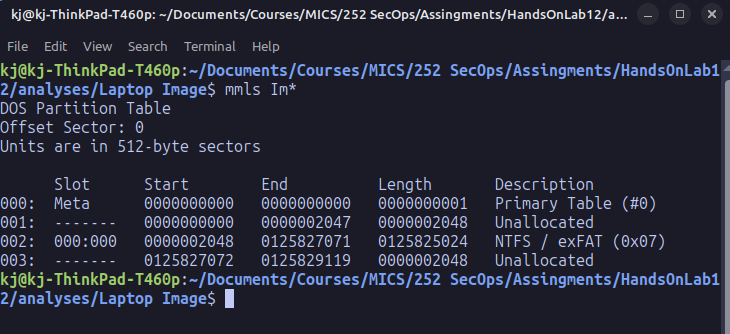 kj@kj-ThinkPad-T460p: ~/Documents/Courses/MICS/252 SecOps/Assingments/HandsOnLab12/a...
File Edit View Search Terminal Help
kj@kj-ThinkPad-T460p:~/Documents/Courses/MICS/252 SecOps/Assingments/HandsOnLab1
2/analyses/Laptop Image$ mmls Im*
DOS Partition Table
Offset Sector: 0
Units are in 512-byte sectors
Slot Start End Length Description
000: Meta 0000000000 0000000000 0000000001 Primary Table (#0)
001: ------- 0000000000 0000002047 0000002048 Unallocated
002: 000:000 0000002048 0125827071 0125825024 NTFS / exFAT (0x07)
003: ------- 0125827072 0125829119 0000002048 Unallocated
kj@kj-ThinkPad-T460p:~/Documents/Courses/MICS/252 SecOps/Assingments/HandsOnLab1
2/analyses/Laptop Image$